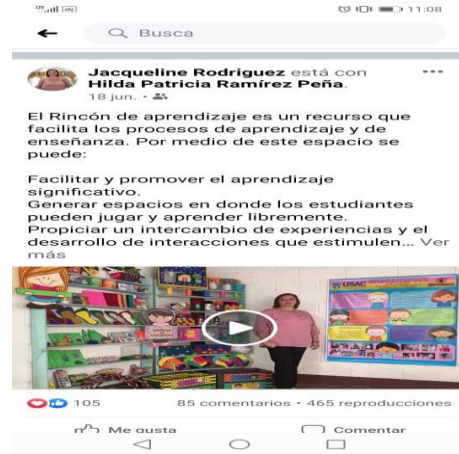 11:08
Busca
Jacqueline Rodriguez está con
Hilda Patricia Ramírez Peña.
18 jun. •
El Rincón de aprendizaje es un recurso que
facilita los procesos de aprendizaje y de
enseñanza. Por medio de este espacio se
puede:
Facilitar y promover el aprendizaje
significativo.
Generar espacios en donde los estudiantes
pueden jugar y aprender libremente.
Propiciar un intercambio de experiencias y el
desarrollo de interacciones que estimulen... Ver
más
USAC
105
85 comentarios • 465 reproducciones
Me gusta
Comentar